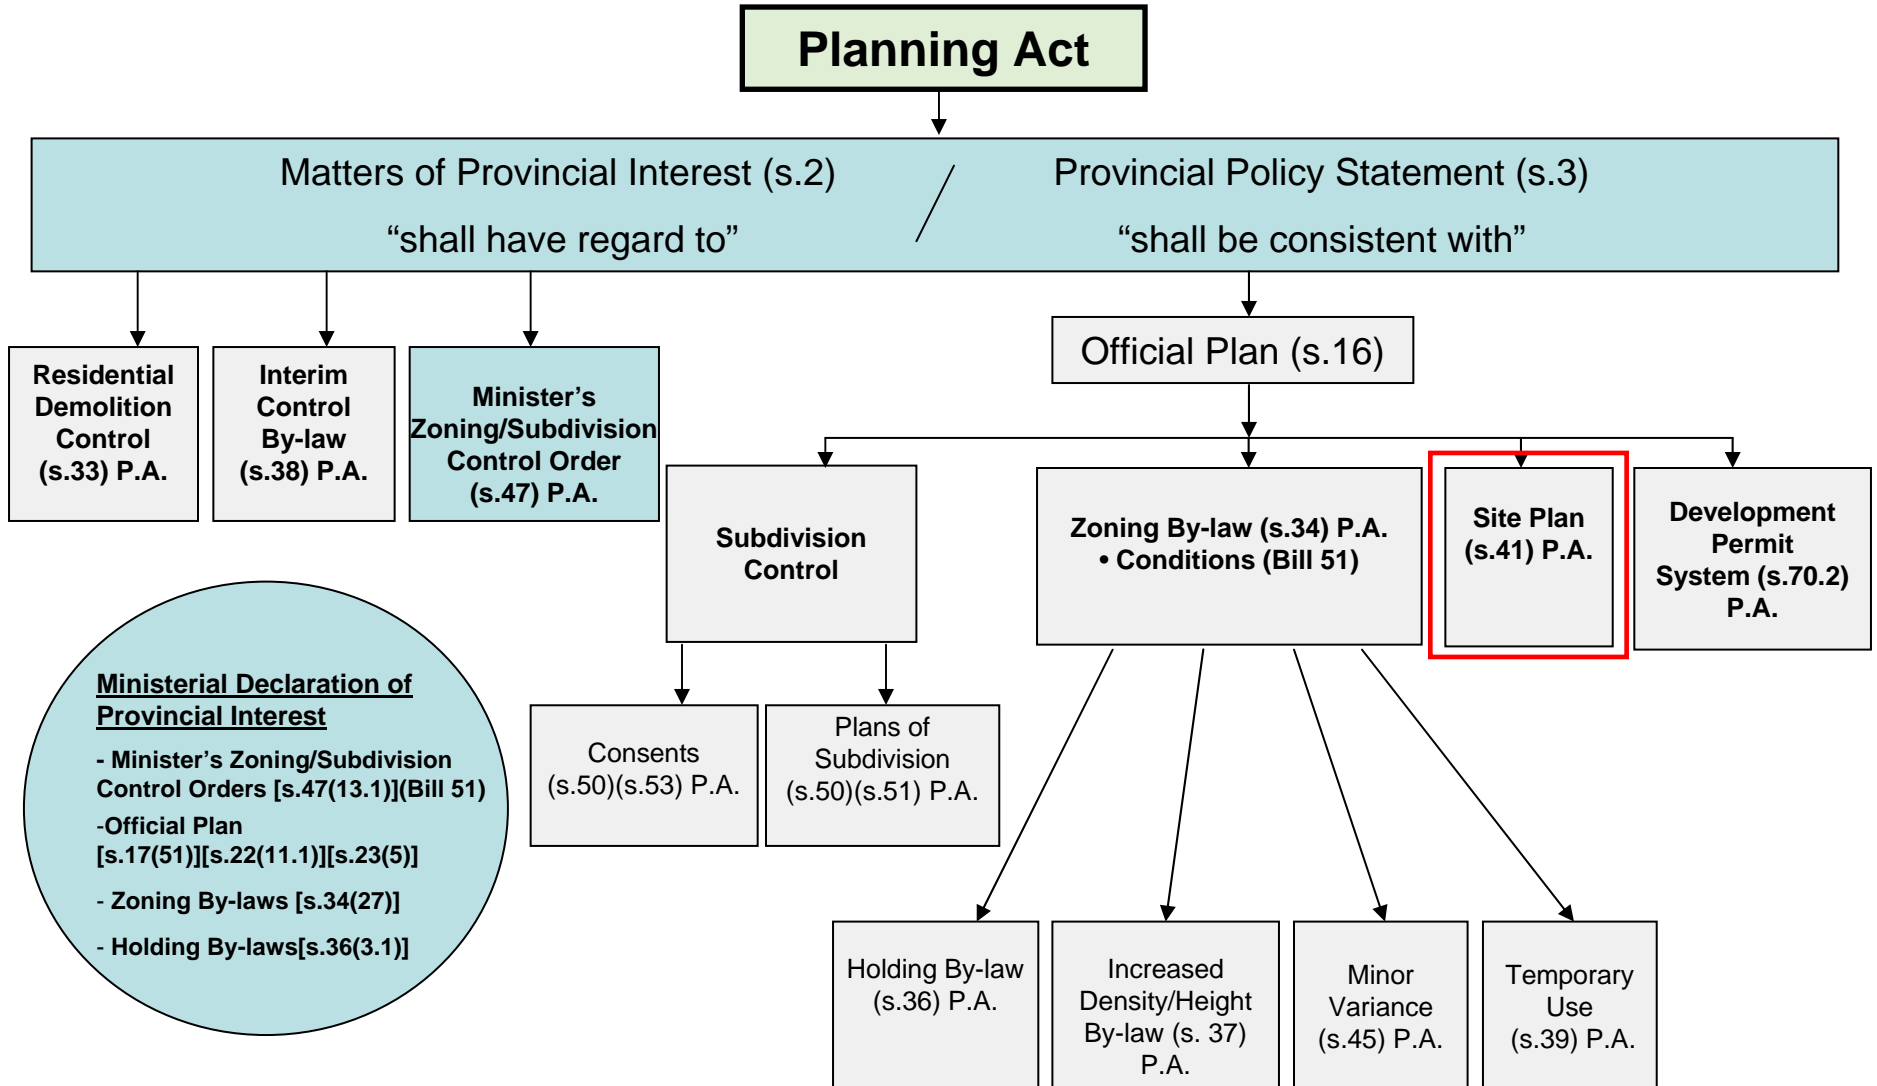 Planning Act
Matters of Provincial Interest (s.2) / Provincial Policy Statement (s.3)
“shall have regard to” “shall be consistent with”
Residential
Demolition
Control
(s.33) P.A.
Interim
Control
By-law
(s.38) P.A.
Minister’s
Zoning/Subdivision
Control Order
(s.47) P.A.
Official Plan (s.16)
Subdivision
Control
Zoning By-law (s.34) P.A.
• Conditions (Bill 51)
Site Plan
(s.41) P.A.
Development
Permit
System (s.70.2)
P.A.
Ministerial Declaration of
Provincial Interest
- Minister’s Zoning/Subdivision
Control Orders [s.47(13.1)](Bill 51)
-Official Plan
[s.17(51)][s.22(11.1)][s.23(5)]
- Zoning By-laws [s.34(27)]
- Holding By-laws[s.36(3.1)]
Consents
(s.50)(s.53) P.A.
Plans of
Subdivision
(s.50)(s.51) P.A.
Holding By-law
(s.36) P.A.
Increased
Density/Height
By-law (s. 37)
P.A.
Minor
Variance
(s.45) P.A.
Temporary
Use
(s.39) P.A.